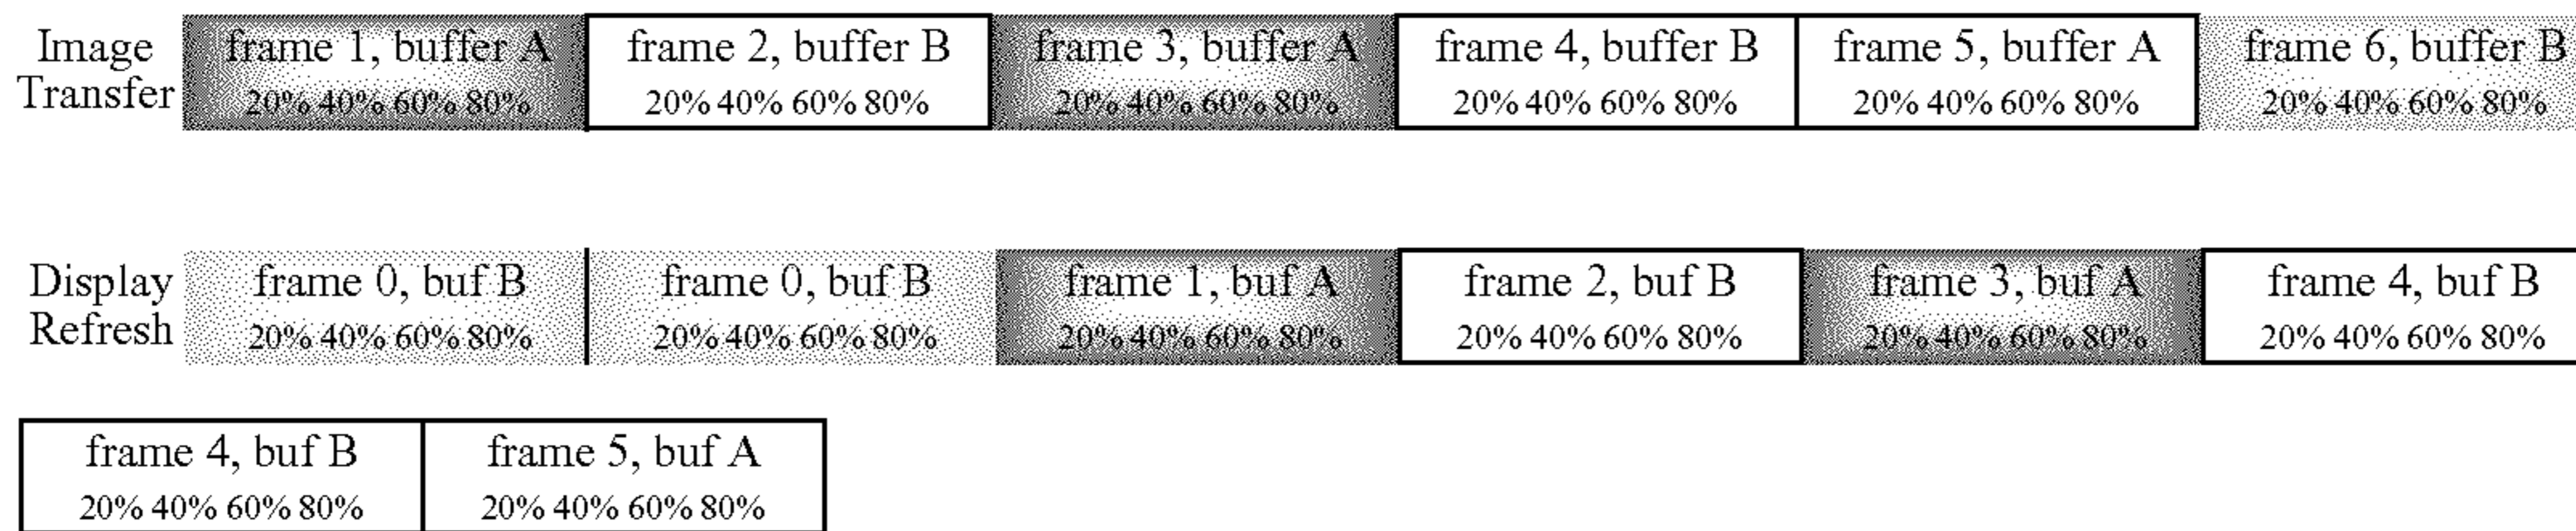 Image Transfer
frame 1, buffer A
20% 40% 60% 80%
frame 2, buffer B
20% 40% 60% 80%
frame 3, buffer A
20% 40% 60% 80%
frame 4, buffer B
20% 40% 60% 80%
frame 5, buffer A
20% 40% 60% 80%
frame 6, buffer B
20% 40% 60% 80%
Display Refresh
frame 0, buf B
20% 40% 60% 80%
frame 0, buf B
20% 40% 60% 80%
frame 1, buf A
20% 40% 60% 80%
frame 2, buf B
20% 40% 60% 80%
frame 3, buf A
20% 40% 60% 80%
frame 4, buf B
20% 40% 60% 80%
frame 4, buf B
20% 40% 60% 80%
frame 5, buf A
20% 40% 60% 80%